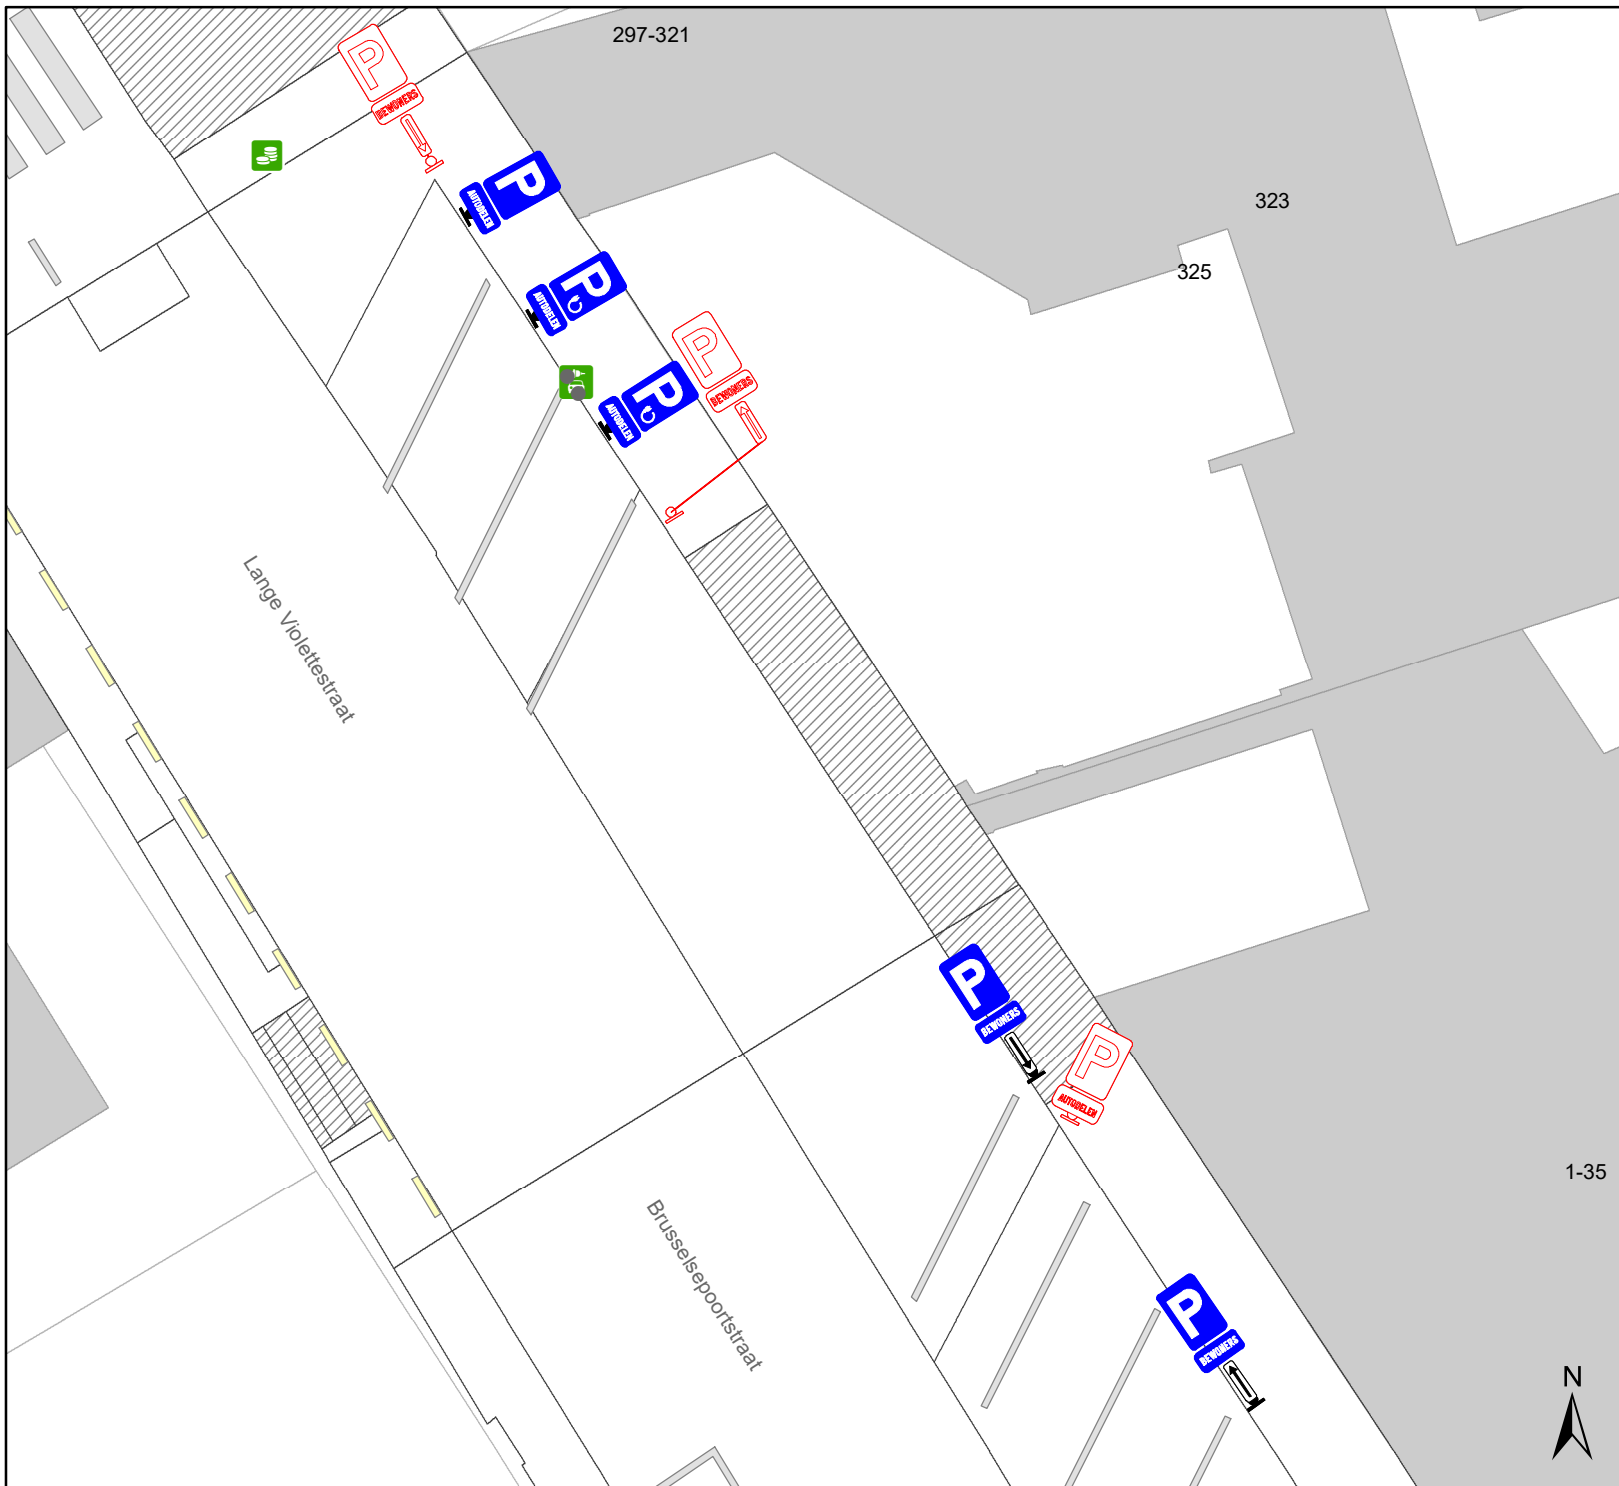 297-321
P
BEWONERS
P
AUTODELEN
323
P
AUTODELEN
325
P
BEWONERS
P
AUTODELEN
Lange Violettestraat
P
BEWONERS
P
AUTODELEN
1-35
Brusselsepoortstraat
P
BEWONERS
N